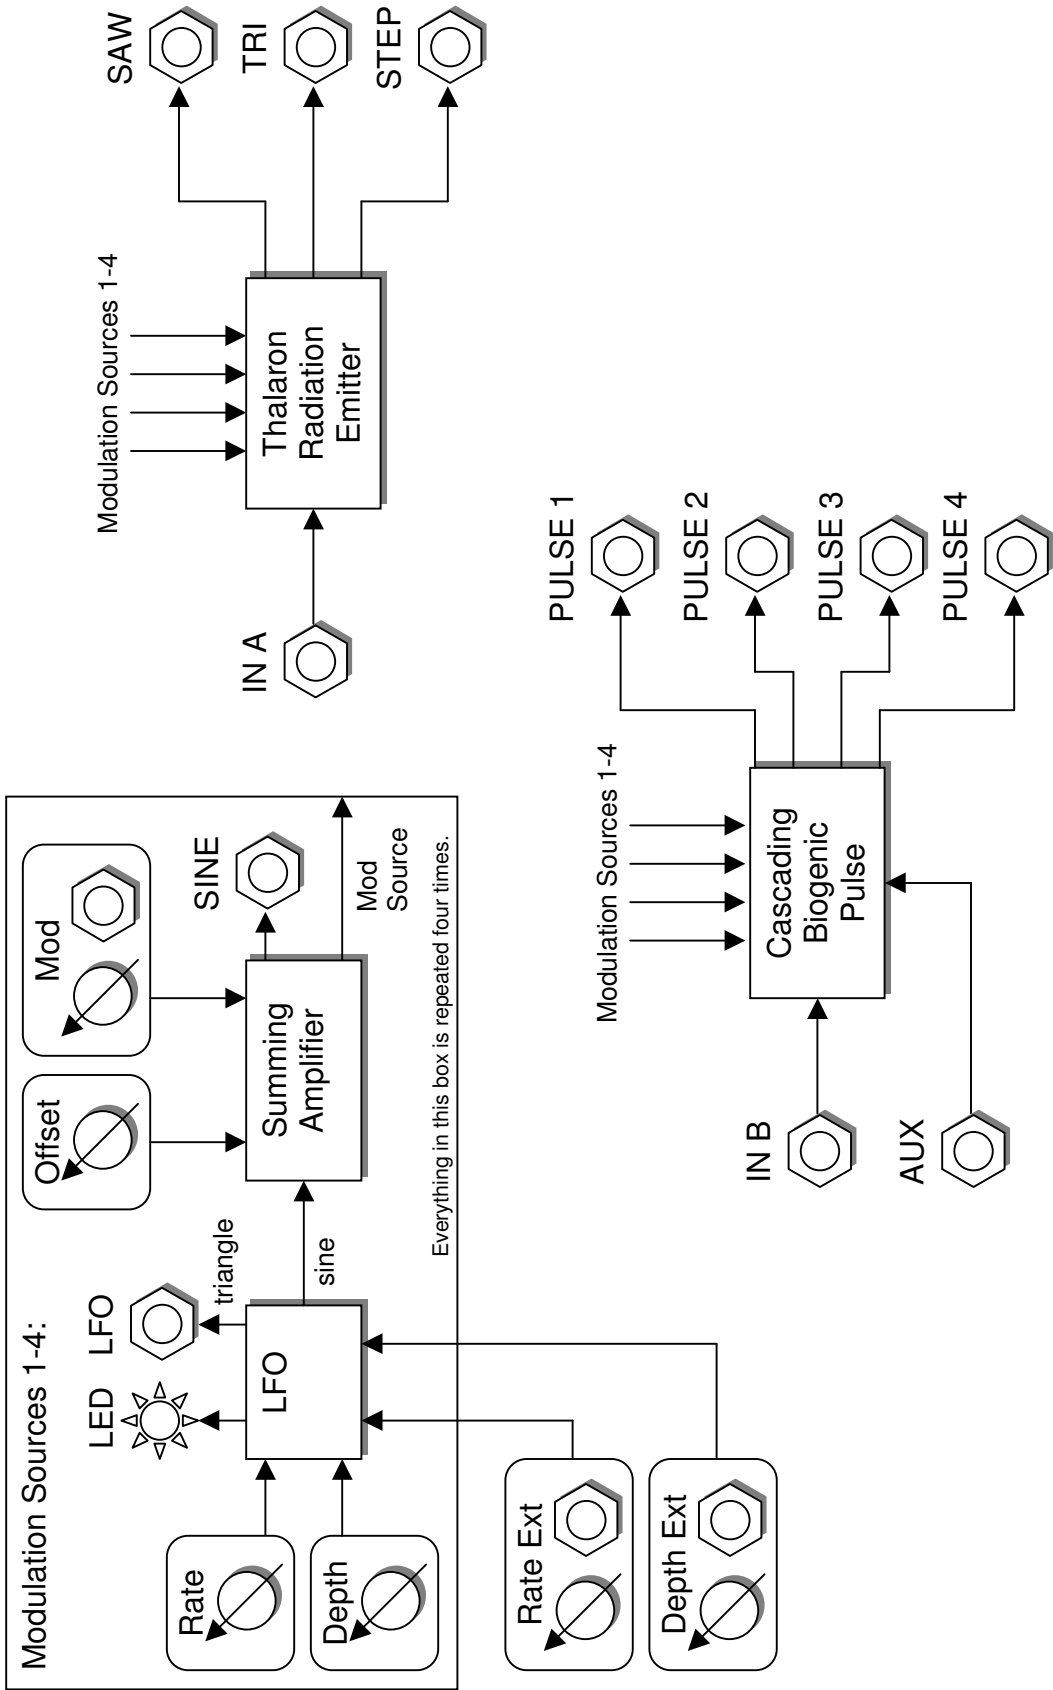 Modulation Sources 1-4:
Rate
Depth
LED
LFO
LFO
triangle
sine
Offset
Mod
Summing
Amplifier
SINE
Mod
Source
Everything in this box is repeated four times.
Rate Ext
Depth Ext
IN A
Modulation Sources 1-4
Thalaron
Radiation
Emitter
SAW
TRI
STEP
IN B
AUX
Modulation Sources 1-4
Cascading
Biogenic
Pulse
PULSE 1
PULSE 2
PULSE 3
PULSE 4